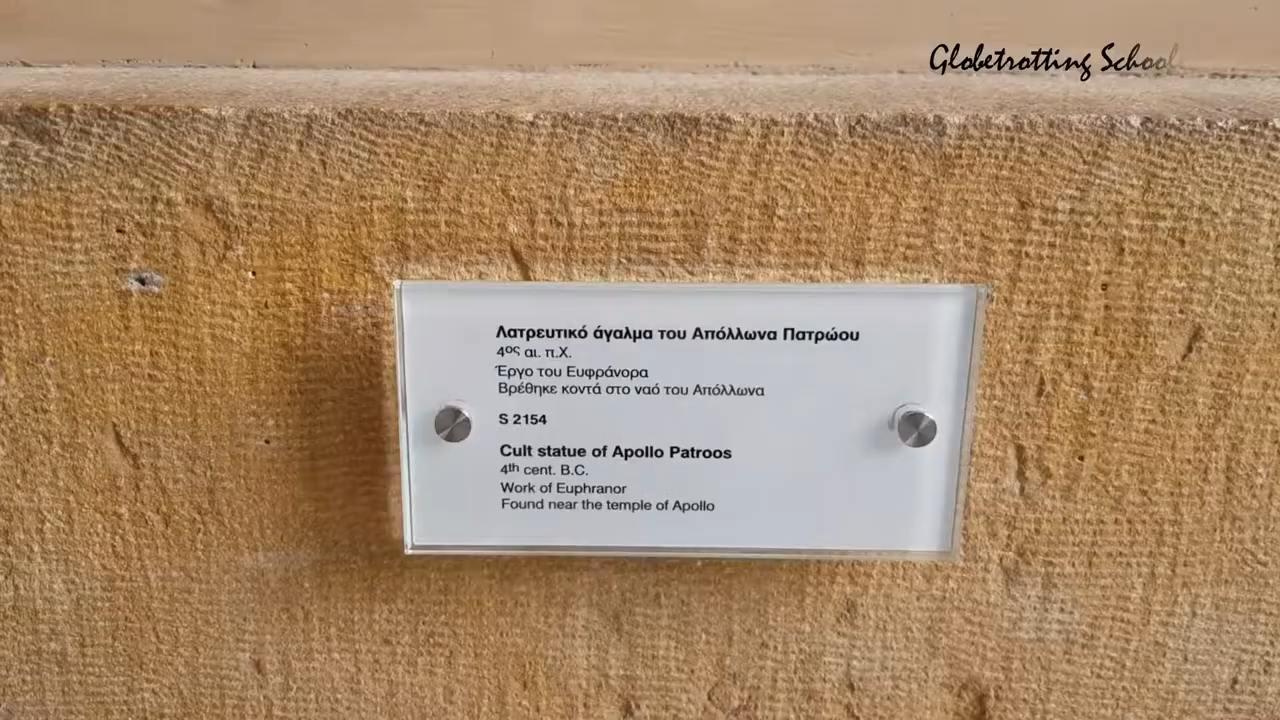 Globetrotting School
Λατρευτικό άγαλμα του Απόλλωνα Πατρώου
4ος αι. π.Χ.
Έργο του Ευφράνορα
Βρέθηκε κοντά στο ναό του Απόλλωνα
S 2154
Cult statue of Apollo Patroos
4th cent. B.C.
Work of Euphranor
Found near the temple of Apollo